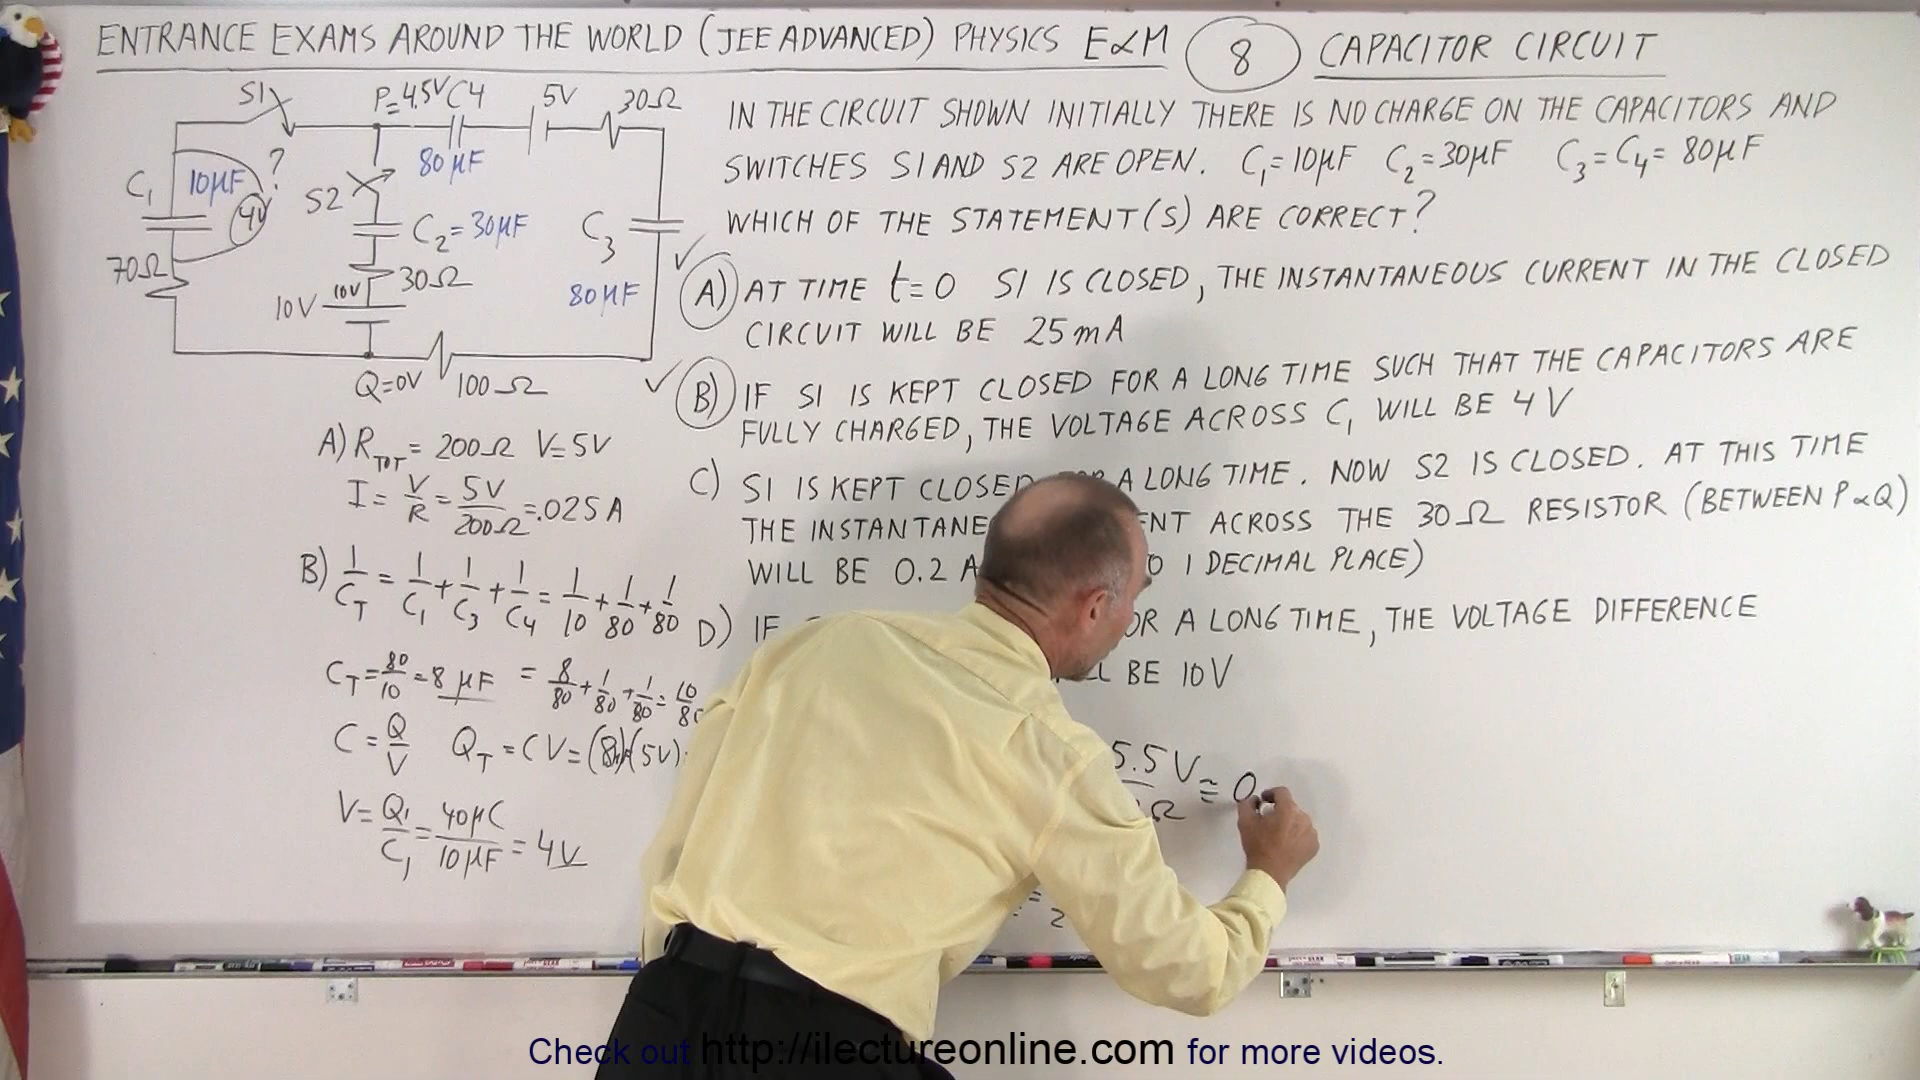 ENTRANCE EXAMS AROUND THE WORLD (JEE ADVANCED) PHYSICS E∝M 8 CAPACITOR CIRCUIT
S1 P=4.5V C4 5V 30Ω
C₁ 10μF ? S2 80μF
4V C₂=30μF C₃
70Ω 10V 10V 30Ω 80μF
Q=0V 100Ω
IN THE CIRCUIT SHOWN INITIALLY THERE IS NO CHARGE ON THE CAPACITORS AND
SWITCHES S1 AND S2 ARE OPEN. C₁=10μF C₂=30μF C₃=C₄=80μF
WHICH OF THE STATEMENT(S) ARE CORRECT?
✓ A) AT TIME t=0 S1 IS CLOSED, THE INSTANTANEOUS CURRENT IN THE CLOSED
CIRCUIT WILL BE 25mA
✓ B) IF S1 IS KEPT CLOSED FOR A LONG TIME SUCH THAT THE CAPACITORS ARE
FULLY CHARGED, THE VOLTAGE ACROSS C₁ WILL BE 4V
C) S1 IS KEPT CLOSED A LONG TIME. NOW S2 IS CLOSED. AT THIS TIME
THE ACROSS THE 30Ω RESISTOR (BETWEEN P∝Q)
WILL BE 0.2 1 DECIMAL PLACE)
D) IF A LONG TIME, THE VOLTAGE DIFFERENCE
BE 10V
A) R_TOT = 200Ω V=5V
I = V/R = 5V/200Ω = .025A
B) 1/C_T = 1/C₁ + 1/C₃ + 1/C₄ = 1/10 + 1/80 + 1/80
C_T = 80/10 = 8μF = 8/80 + 1/80 + 1/80 = 10/80
C = Q/V Q_T = CV = (8μ)(5V)
V = Q₁/C₁ = 40μC/10μF = 4V
5.5V Ω ≅ 0
= 2
Check out http://ilectureonline.com for more videos.